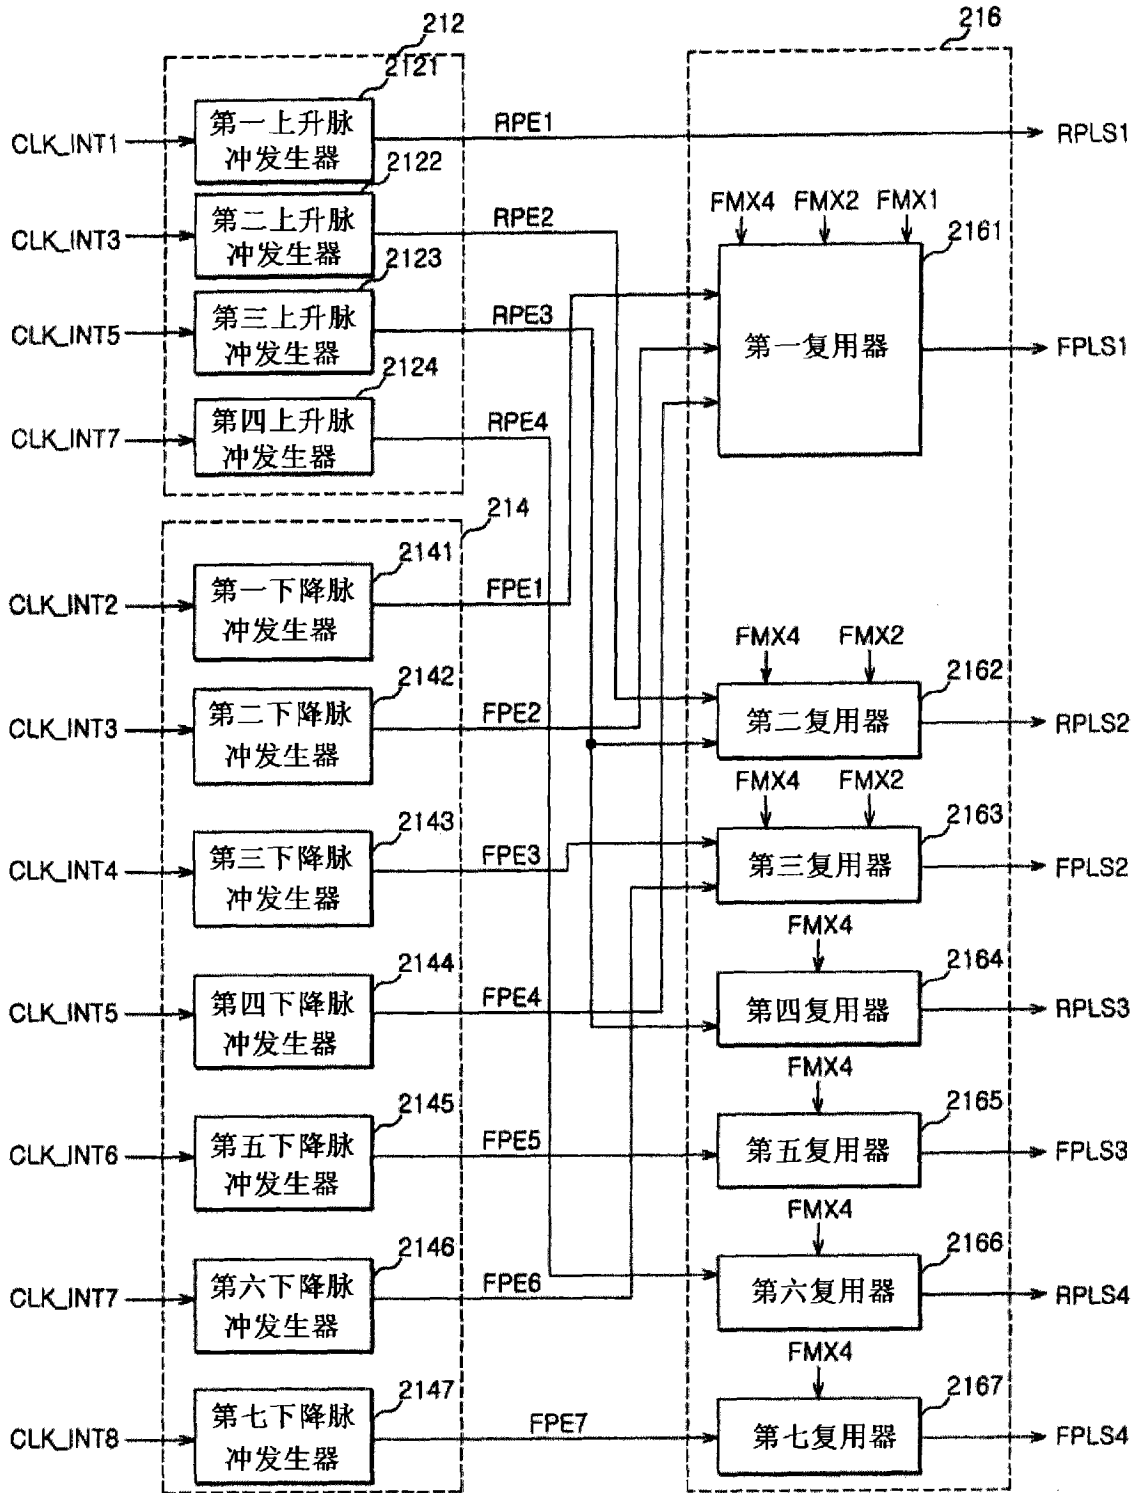 212
216
2121
第一上升脉
冲发生器
CLK_INT1
RPE1
RPLS1
2122
第二上升脉
冲发生器
CLK_INT3
RPE2
2123
第三上升脉
冲发生器
CLK_INT5
RPE3
2124
第四上升脉
冲发生器
CLK_INT7
RPE4
FMX4
FMX2
FMX1
2161
第一复用器
FPLS1
214
2141
第一下降脉
冲发生器
CLK_INT2
FPE1
2142
第二下降脉
冲发生器
CLK_INT3
FPE2
FMX4
FMX2
2162
第二复用器
RPLS2
2143
第三下降脉
冲发生器
CLK_INT4
FPE3
FMX4
FMX2
2163
第三复用器
FPLS2
2144
第四下降脉
冲发生器
CLK_INT5
FPE4
FMX4
2164
第四复用器
RPLS3
2145
第五下降脉
冲发生器
CLK_INT6
FPE5
FMX4
2165
第五复用器
FPLS3
2146
第六下降脉
冲发生器
CLK_INT7
FPE6
FMX4
2166
第六复用器
RPLS4
2147
第七下降脉
冲发生器
CLK_INT8
FPE7
FMX4
2167
第七复用器
FPLS4